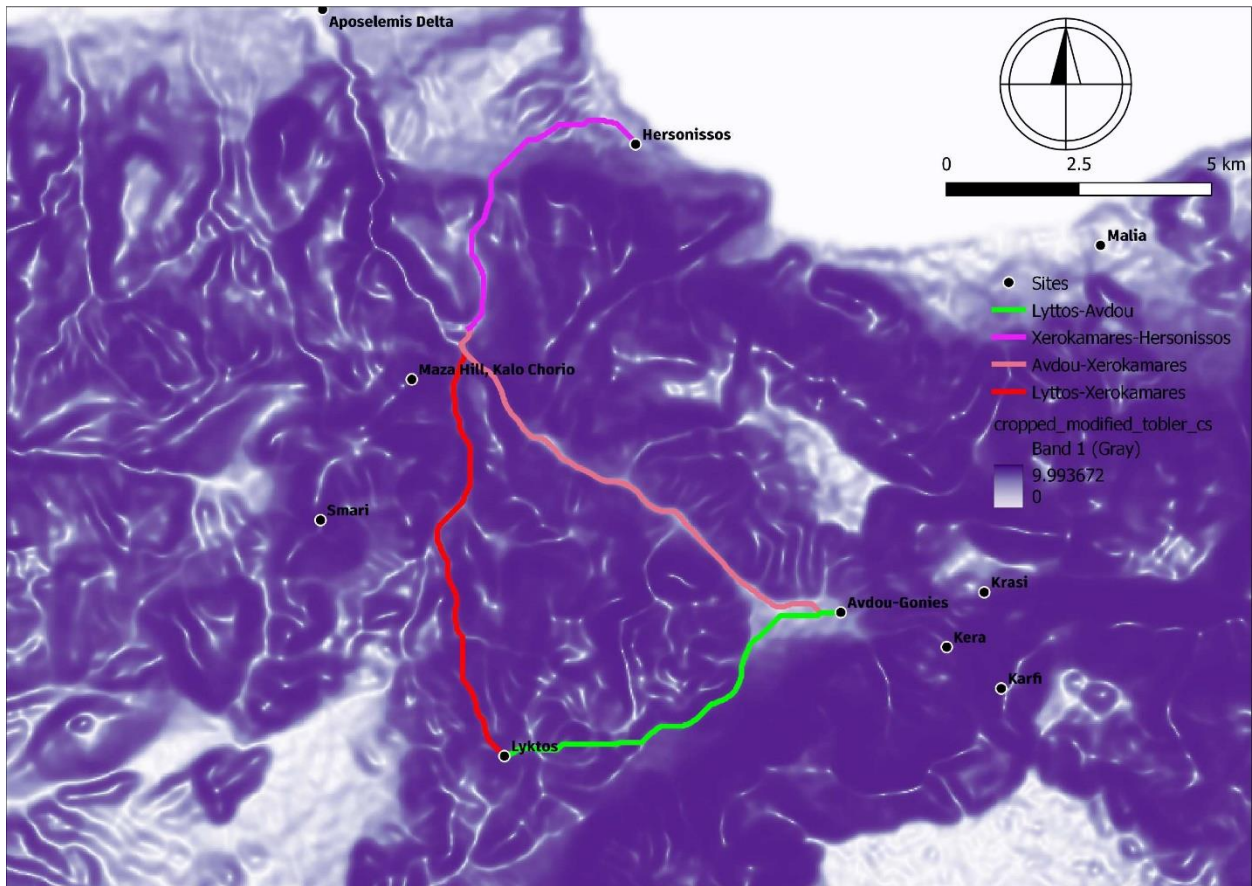 Aposelemis Delta
Hersonissos
0 2.5 5 km
Malia
Sites
Lyttos-Avdou
Xerokamares-Hersonissos
Avdou-Xerokamares
Lyttos-Xerokamares
cropped_modified_tobler_cs
Band 1 (Gray)
9.993672
0
Maza Hill, Kalo Chorio
Smari
Krasi
Avdou-Gonies
Kera
Karfi
Lyktos